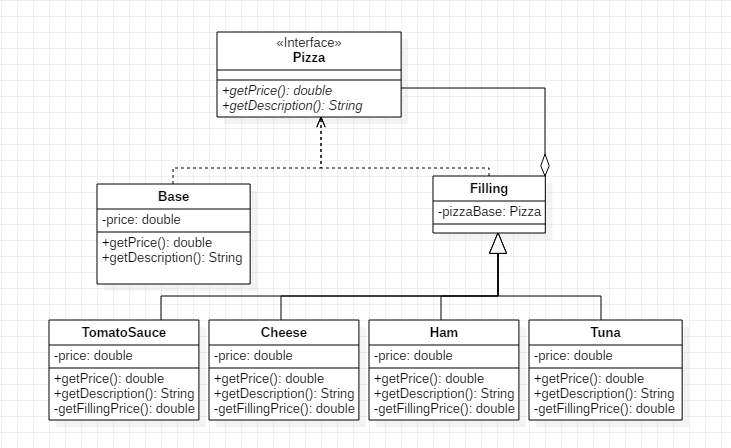 «Interface»
Pizza
+getPrice(): double
+getDescription(): String
Base
-price: double
+getPrice(): double
+getDescription(): String
Filling
-pizzaBase: Pizza
TomatoSauce
-price: double
+getPrice(): double
+getDescription(): String
-getFillingPrice(): double
Cheese
-price: double
+getPrice(): double
+getDescription(): String
-getFillingPrice(): double
Ham
-price: double
+getPrice(): double
+getDescription(): String
-getFillingPrice(): double
Tuna
-price: double
+getPrice(): double
+getDescription(): String
-getFillingPrice(): double